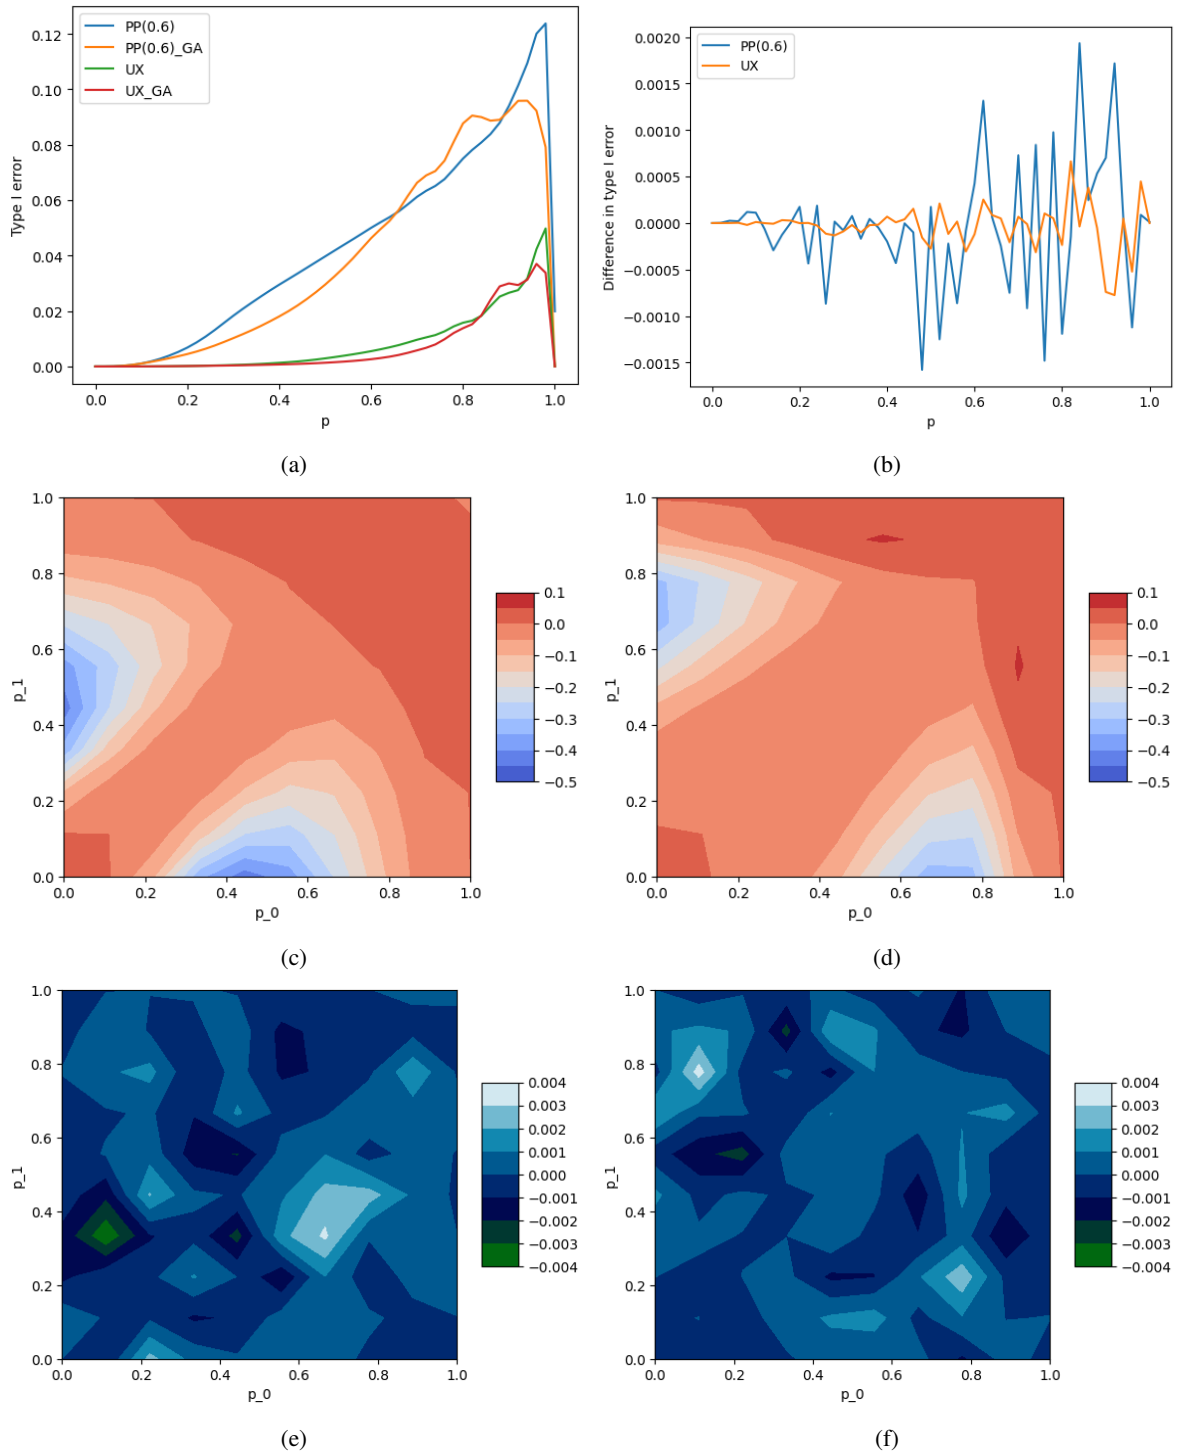 PP(0.6)
PP(0.6)_GA
UX
UX_GA
0.12
0.10
0.08
0.06
0.04
0.02
0.00
Type I error
0.0 0.2 0.4 0.6 0.8 1.0
p
(a)
PP(0.6)
UX
0.0020
0.0015
0.0010
0.0005
0.0000
−0.0005
−0.0010
−0.0015
Difference in type I error
0.0 0.2 0.4 0.6 0.8 1.0
p
(b)
1.0
0.8
0.6
0.4
0.2
0.0
p_1
0.0 0.2 0.4 0.6 0.8 1.0
p_0
0.1
0.0
−0.1
−0.2
−0.3
−0.4
−0.5
(c)
1.0
0.8
0.6
0.4
0.2
0.0
p_1
0.0 0.2 0.4 0.6 0.8 1.0
p_0
0.1
0.0
−0.1
−0.2
−0.3
−0.4
−0.5
(d)
1.0
0.8
0.6
0.4
0.2
0.0
p_1
0.0 0.2 0.4 0.6 0.8 1.0
p_0
0.004
0.003
0.002
0.001
0.000
−0.001
−0.002
−0.003
−0.004
(e)
1.0
0.8
0.6
0.4
0.2
0.0
p_1
0.0 0.2 0.4 0.6 0.8 1.0
p_0
0.004
0.003
0.002
0.001
0.000
−0.001
−0.002
−0.003
−0.004
(f)